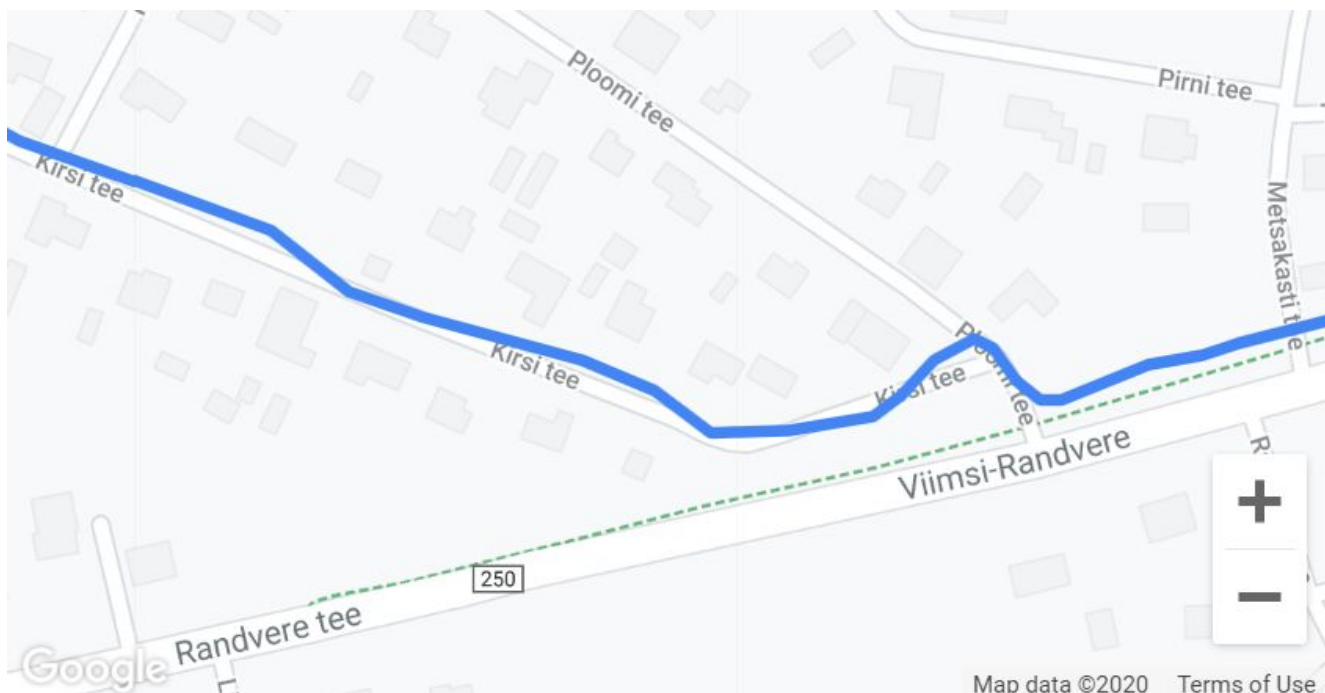 Ploomi tee
Pirni tee
Kirsi tee
Metsakasti tee
Kirsi tee
Ploomi tee
Kirsi tee
Viimsi-Randvere
250
Randvere tee
Google
Map data ©2020 Terms of Use